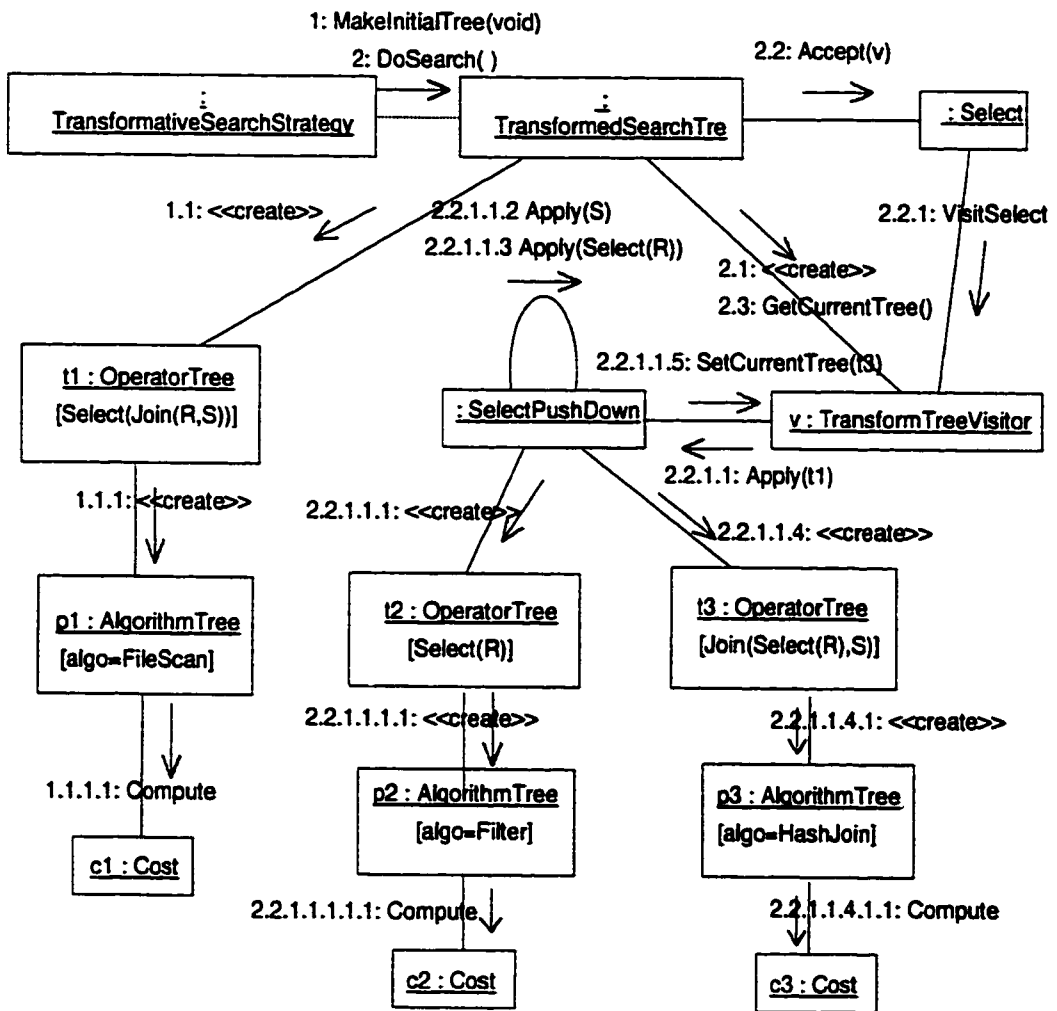 1: MakeInitialTree(void)
2: DoSearch( )
2.2: Accept(v)
:
TransformativeSearchStrategy
:
TransformedSearchTre
: Select
1.1: <<create>>
2.2.1.1.2 Apply(S)
2.2.1.1.3 Apply(Select(R))
2.2.1: VisitSelect
2.1: <<create>>
2.3: GetCurrentTree()
t1 : OperatorTree
[Select(Join(R,S))]
2.2.1.1.5: SetCurrentTree(t3)
: SelectPushDown
v : TransformTreeVisitor
2.2.1.1: Apply(t1)
1.1.1: <<create>>
2.2.1.1.1: <<create>>
2.2.1.1.4: <<create>>
p1 : AlgorithmTree
[algo=FileScan]
t2 : OperatorTree
[Select(R)]
t3 : OperatorTree
[Join(Select(R),S)]
2.2.1.1.1.1: <<create>>
2.2.1.1.4.1: <<create>>
1.1.1.1: Compute
p2 : AlgorithmTree
[algo=Filter]
p3 : AlgorithmTree
[algo=HashJoin]
c1 : Cost
2.2.1.1.1.1.1: Compute
2.2.1.1.4.1.1: Compute
c2 : Cost
c3 : Cost